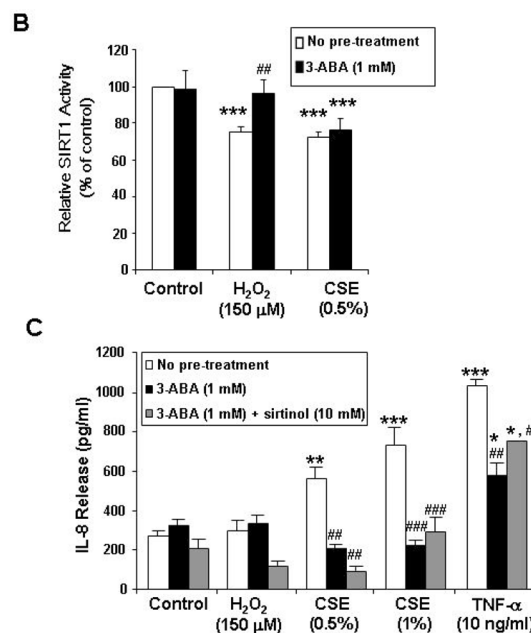 B
No pre-treatment
3-ABA (1 mM)
Relative SIRT1 Activity
(% of control)
120
100
80
60
40
20
0
##
***
*** ***
Control
H₂O₂
(150 µM)
CSE
(0.5%)
C
No pre-treatment
3-ABA (1 mM)
3-ABA (1 mM) + sirtinol (10 mM)
IL-8 Release (pg/ml)
1200
1000
800
600
400
200
0
**
##
##
***
###
###
***
*
##
*, #
Control
H₂O₂
(150 µM)
CSE
(0.5%)
CSE
(1%)
TNF-α
(10 ng/ml)